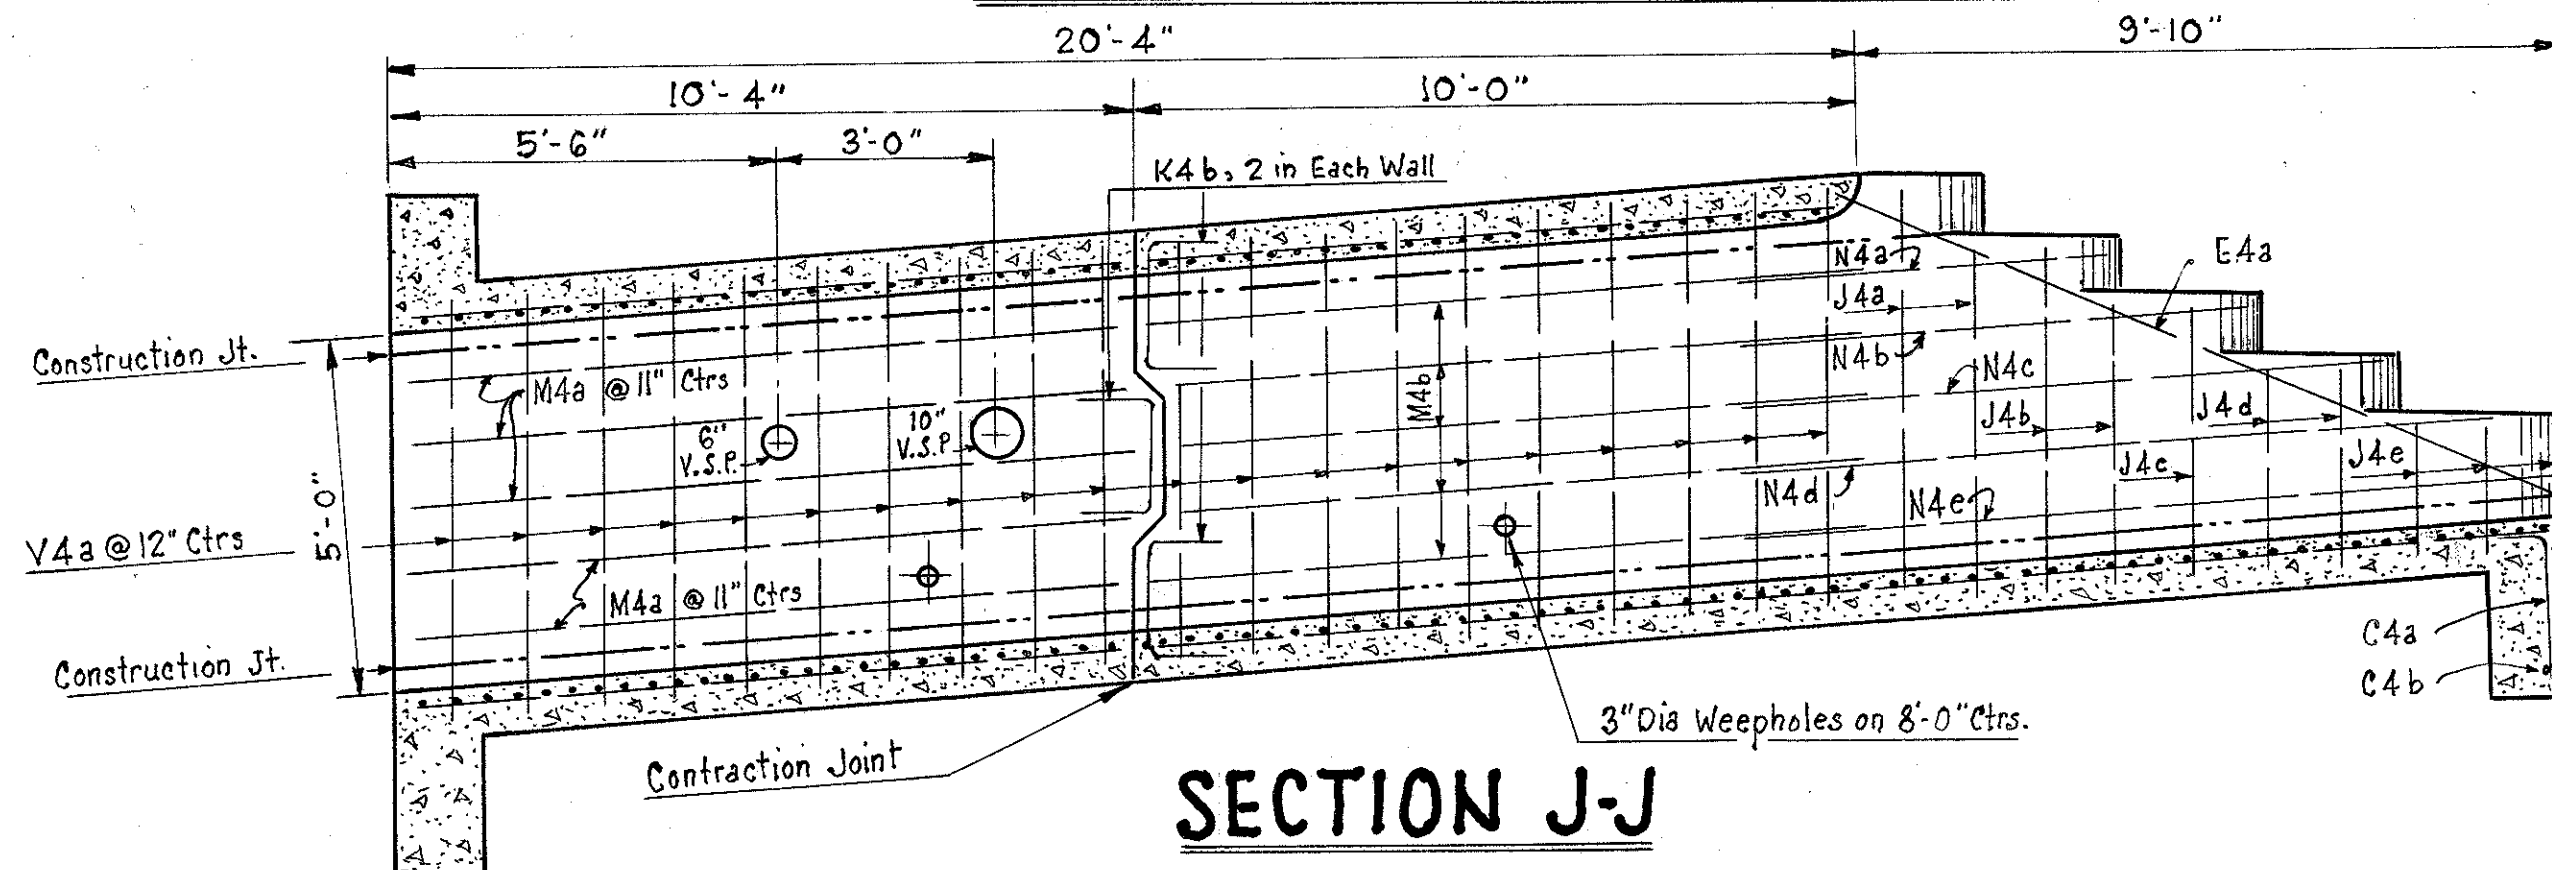 20'-4"
9'-10"
10'-4"
10'-0"
5'-6"
3'-0"
K4b, 2 in Each Wall
N4a
E4a
J4a
Construction Jt.
M4a @ 11" Ctrs
N4b
N4c
M4b
6" V.S.P.
10" V.S.P.
J4b
J4d
J4c
J4e
N4d
N4e
5'-0"
V4a @ 12" Ctrs
M4a @ 11" Ctrs
Construction Jt.
C4a
C4b
3" Dia Weepholes on 8'-0" Ctrs.
Contraction Joint
SECTION J-J